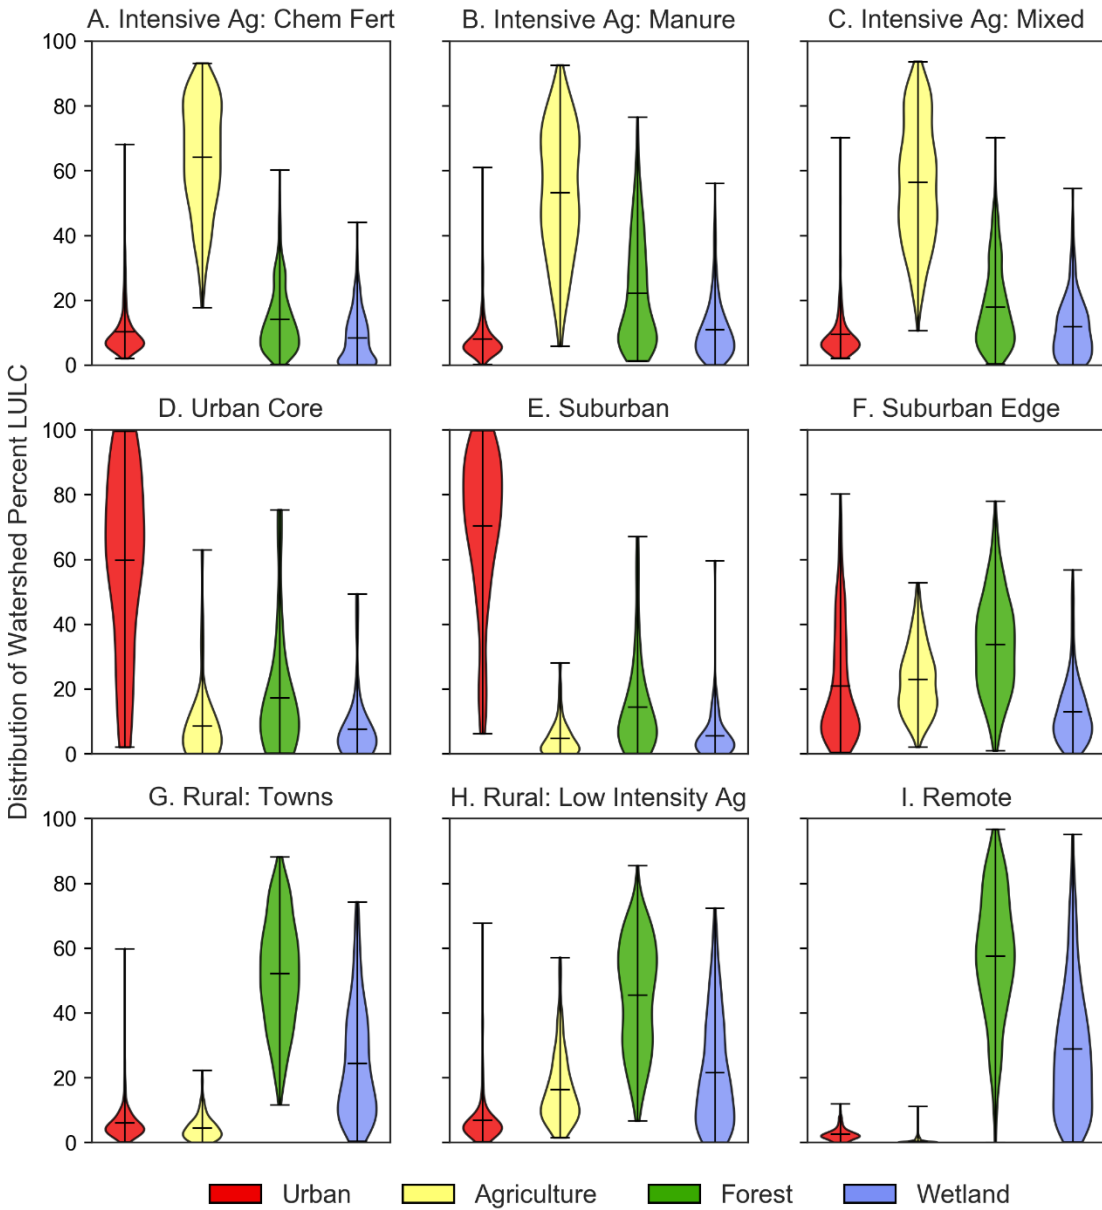 A. Intensive Ag: Chem Fert
B. Intensive Ag: Manure
C. Intensive Ag: Mixed
100
80
60
40
20
0
D. Urban Core
E. Suburban
F. Suburban Edge
100
80
60
40
20
0
G. Rural: Towns
H. Rural: Low Intensity Ag
I. Remote
100
80
60
40
20
0
Distribution of Watershed Percent LULC
Urban
Agriculture
Forest
Wetland